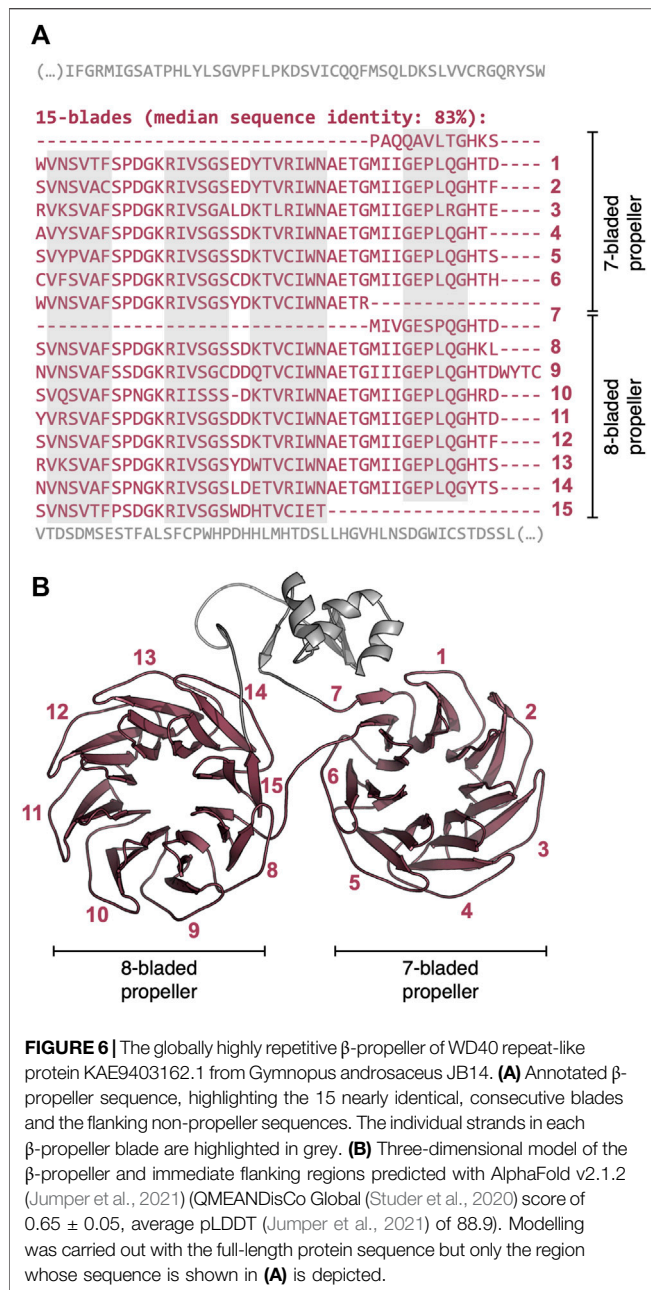 A
(...)IFGRMIGSATPHLYLSGVPFLPKDSVICQQFMSQLDKSLVVCRGQRYSW
15-blades (median sequence identity: 83%):
-------------------------------PAQQAVLTGHKS----
WVNSVTFSPDGKRIVSGSEDYTVRIWNAETGMIIGEPLQGHTD---- 1
SVNSVACSPDGKRIVSGSEDYTVRIWNAETGMIIGEPLQGHTF---- 2
RVKSVAFSPDGKRIVSGALDKTLRIWNAETGMIIGEPLRGHTE---- 3
AVYSVAFSPDGKRIVSGSSDKTVRIWNAETGMIIGEPLQGHT----- 4
SVYPVAFSPDGKRIVSGSSDKTVCIWNAETGMIIGEPLQGHTS---- 5
CVFSVAFSPDGKRIVSGSCDKTVCIWNAETGMIIGEPLQGHTH---- 6
WVNSVAFSPDGKRIVSGSYDKTVCIWNAETR----------------
7
-------------------------------MIVGESPQGHTD----
SVNSVAFSPDGKRIVSGSSDKTVCIWNAETGMIIGEPLQGHKL---- 8
NVNSVAFSSDGKRIVSGCDDQTVCIWNAETGIIIGEPLQGHTDWYTC 9
SVQSVAFSPNGKRIISSS-DKTVRIWNAETGMIIGEPLQGHRD---- 10
YVRSVAFSPDGKRIVSGSDDKTVCIWNAETGMIIGEPLQGHTD---- 11
SVNSVAFSPDGKRIVSGSSDKTVRIWNAETGMIIGEPLQGHTF---- 12
RVKSVAFSPDGKRIVSGSYDWTVCIWNAETGMIIGEPLQGHTS---- 13
NVNSVTFSPNGKRIVSGSLDETVRIWNAETGMIIGEPLQGYTS---- 14
SVNSVTFPSDGKRIVSGSWDHTVCIET-------------------- 15
VTDSDMSESTFALSFCPWHPDHHLMHTDSLLHGVHLNSDGWICSTDSSL(...)
7-bladed
propeller
8-bladed
propeller
B
13
12
14
11
15
10
9
8
7
1
2
6
3
5
4
8-bladed
propeller
7-bladed
propeller
FIGURE 6 | The globally highly repetitive β-propeller of WD40 repeat-like
protein KAE9403162.1 from Gymnopus androsaceus JB14. (A) Annotated β-
propeller sequence, highlighting the 15 nearly identical, consecutive blades
and the flanking non-propeller sequences. The individual strands in each
β-propeller blade are highlighted in grey. (B) Three-dimensional model of the
β-propeller and immediate flanking regions predicted with AlphaFold v2.1.2
(Jumper et al., 2021) (QMEANDisCo Global (Studer et al., 2020) score of
0.65 ± 0.05, average pLDDT (Jumper et al., 2021) of 88.9). Modelling
was carried out with the full-length protein sequence but only the region
whose sequence is shown in (A) is depicted.